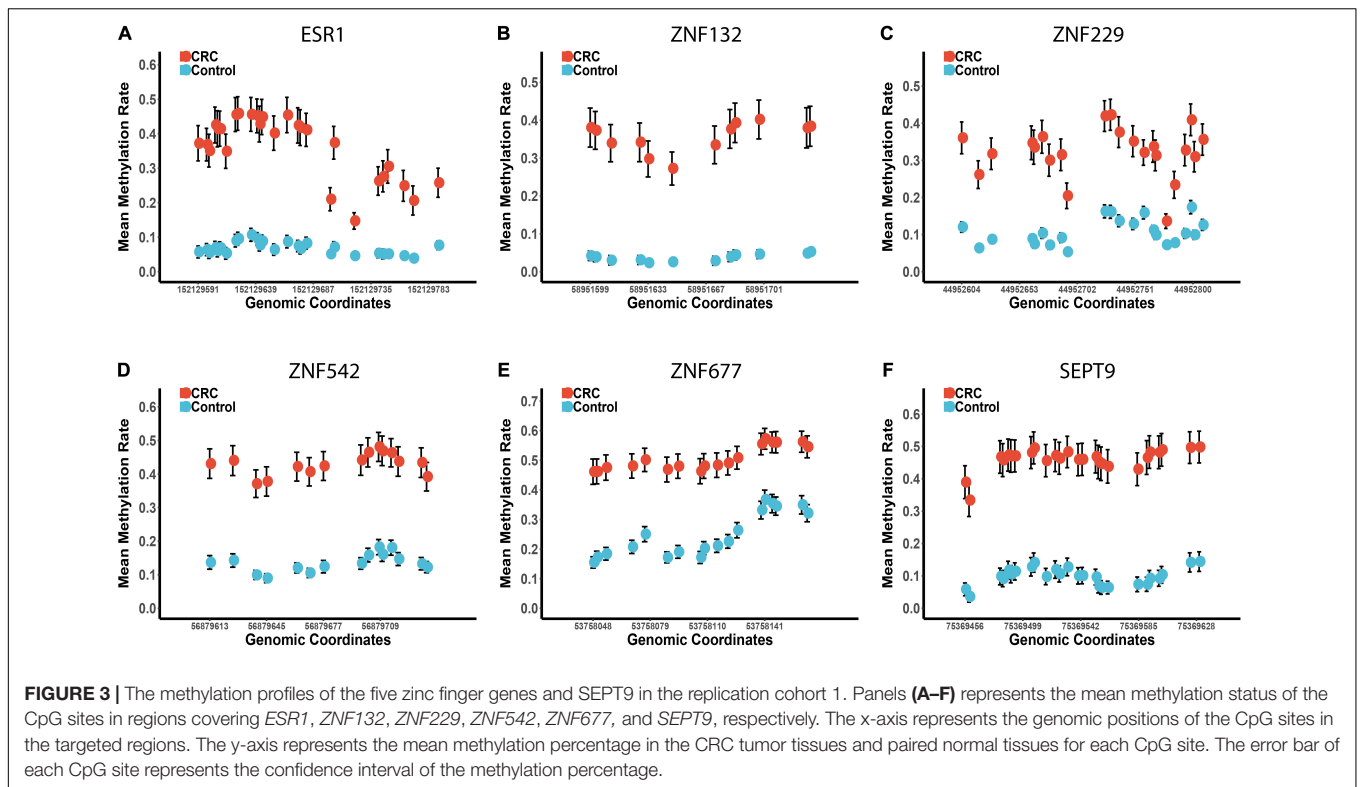 A ESR1
CRC
Control
Mean Methylation Rate
0.6
0.5
0.4
0.3
0.2
0.1
0.0
152129591 152129639 152129687 152129735 152129783
Genomic Coordinates
B ZNF132
CRC
Control
Mean Methylation Rate
0.5
0.4
0.3
0.2
0.1
0.0
58951599 58951633 58951667 58951701
Genomic Coordinates
C ZNF229
CRC
Control
Mean Methylation Rate
0.5
0.4
0.3
0.2
0.1
0.0
44952604 44952653 44952702 44952751 44952800
Genomic Coordinates
D ZNF542
CRC
Control
Mean Methylation Rate
0.6
0.5
0.4
0.3
0.2
0.1
0.0
56879613 56879645 56879677 56879709
Genomic Coordinates
E ZNF677
CRC
Control
Mean Methylation Rate
0.7
0.6
0.5
0.4
0.3
0.2
0.1
0.0
53758048 53758079 53758110 53758141
Genomic Coordinates
F SEPT9
CRC
Control
Mean Methylation Rate
0.6
0.5
0.4
0.3
0.2
0.1
0.0
75369456 75369499 75369542 75369585 75369628
Genomic Coordinates
FIGURE 3 | The methylation profiles of the five zinc finger genes and SEPT9 in the replication cohort 1. Panels (A–F) represents the mean methylation status of the
CpG sites in regions covering ESR1, ZNF132, ZNF229, ZNF542, ZNF677, and SEPT9, respectively. The x-axis represents the genomic positions of the CpG sites in
the targeted regions. The y-axis represents the mean methylation percentage in the CRC tumor tissues and paired normal tissues for each CpG site. The error bar of
each CpG site represents the confidence interval of the methylation percentage.